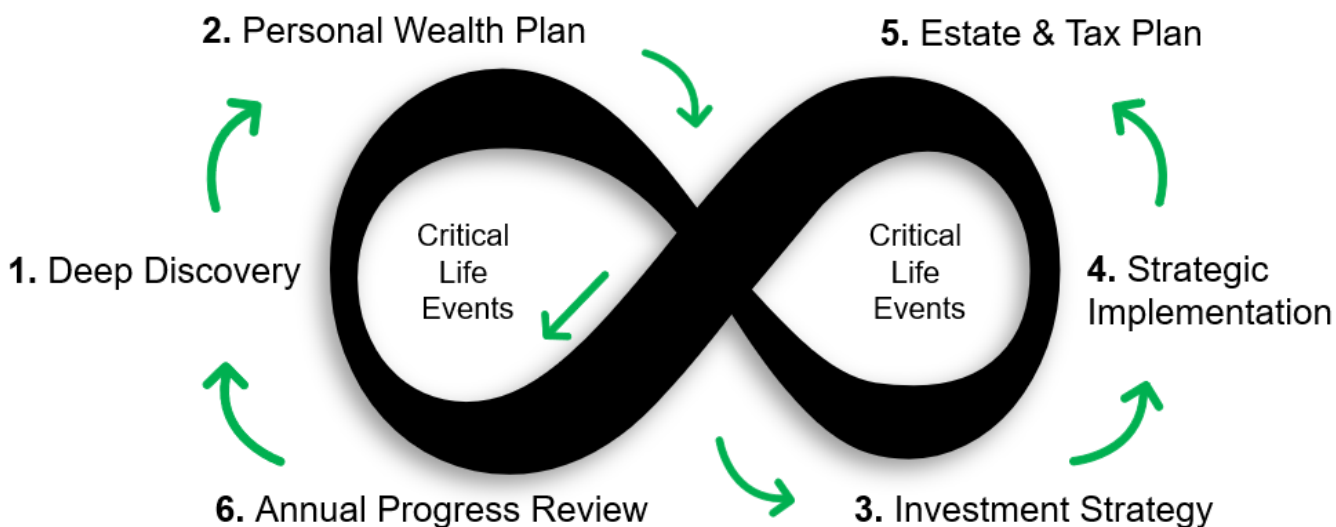 2. Personal Wealth Plan
5. Estate & Tax Plan
Critical
Life
Events
Critical
Life
Events
1. Deep Discovery
4. Strategic
Implementation
6. Annual Progress Review
3. Investment Strategy